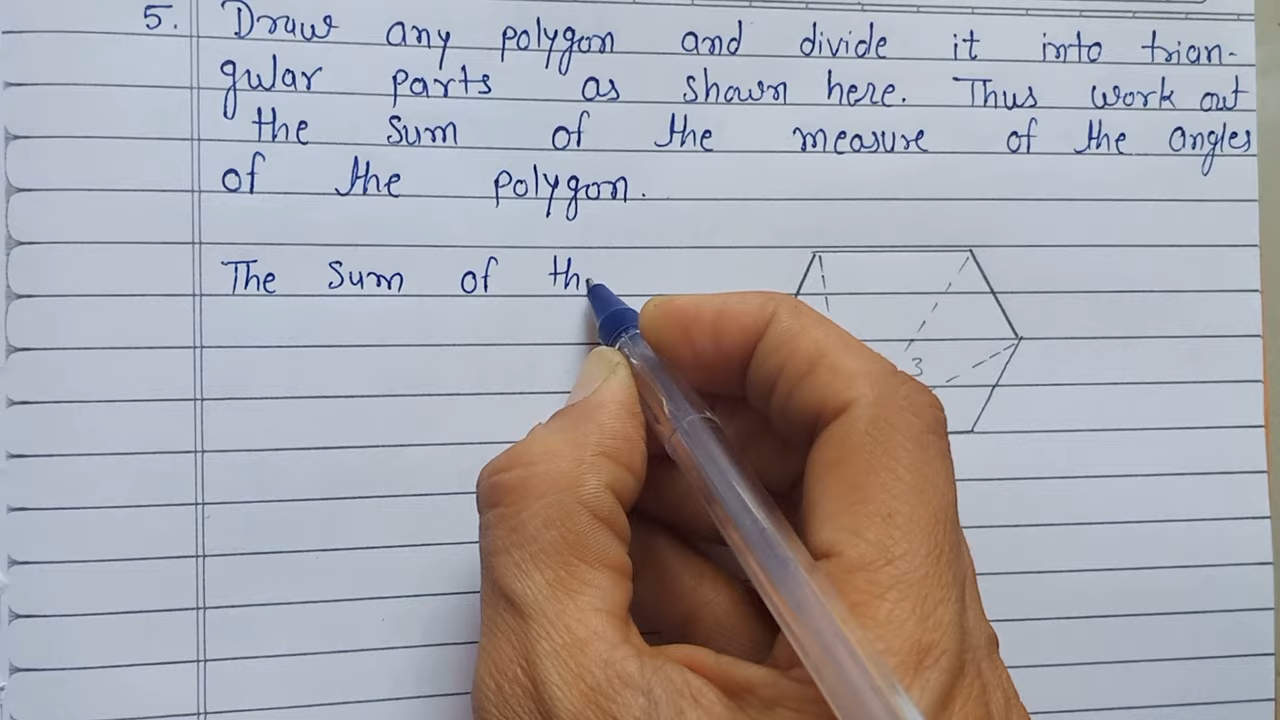 5. Draw any polygon and divide it into trian-
gular parts as shown here. Thus work out
the sum of the measure of the angles
of the polygon.
The Sum of th
3